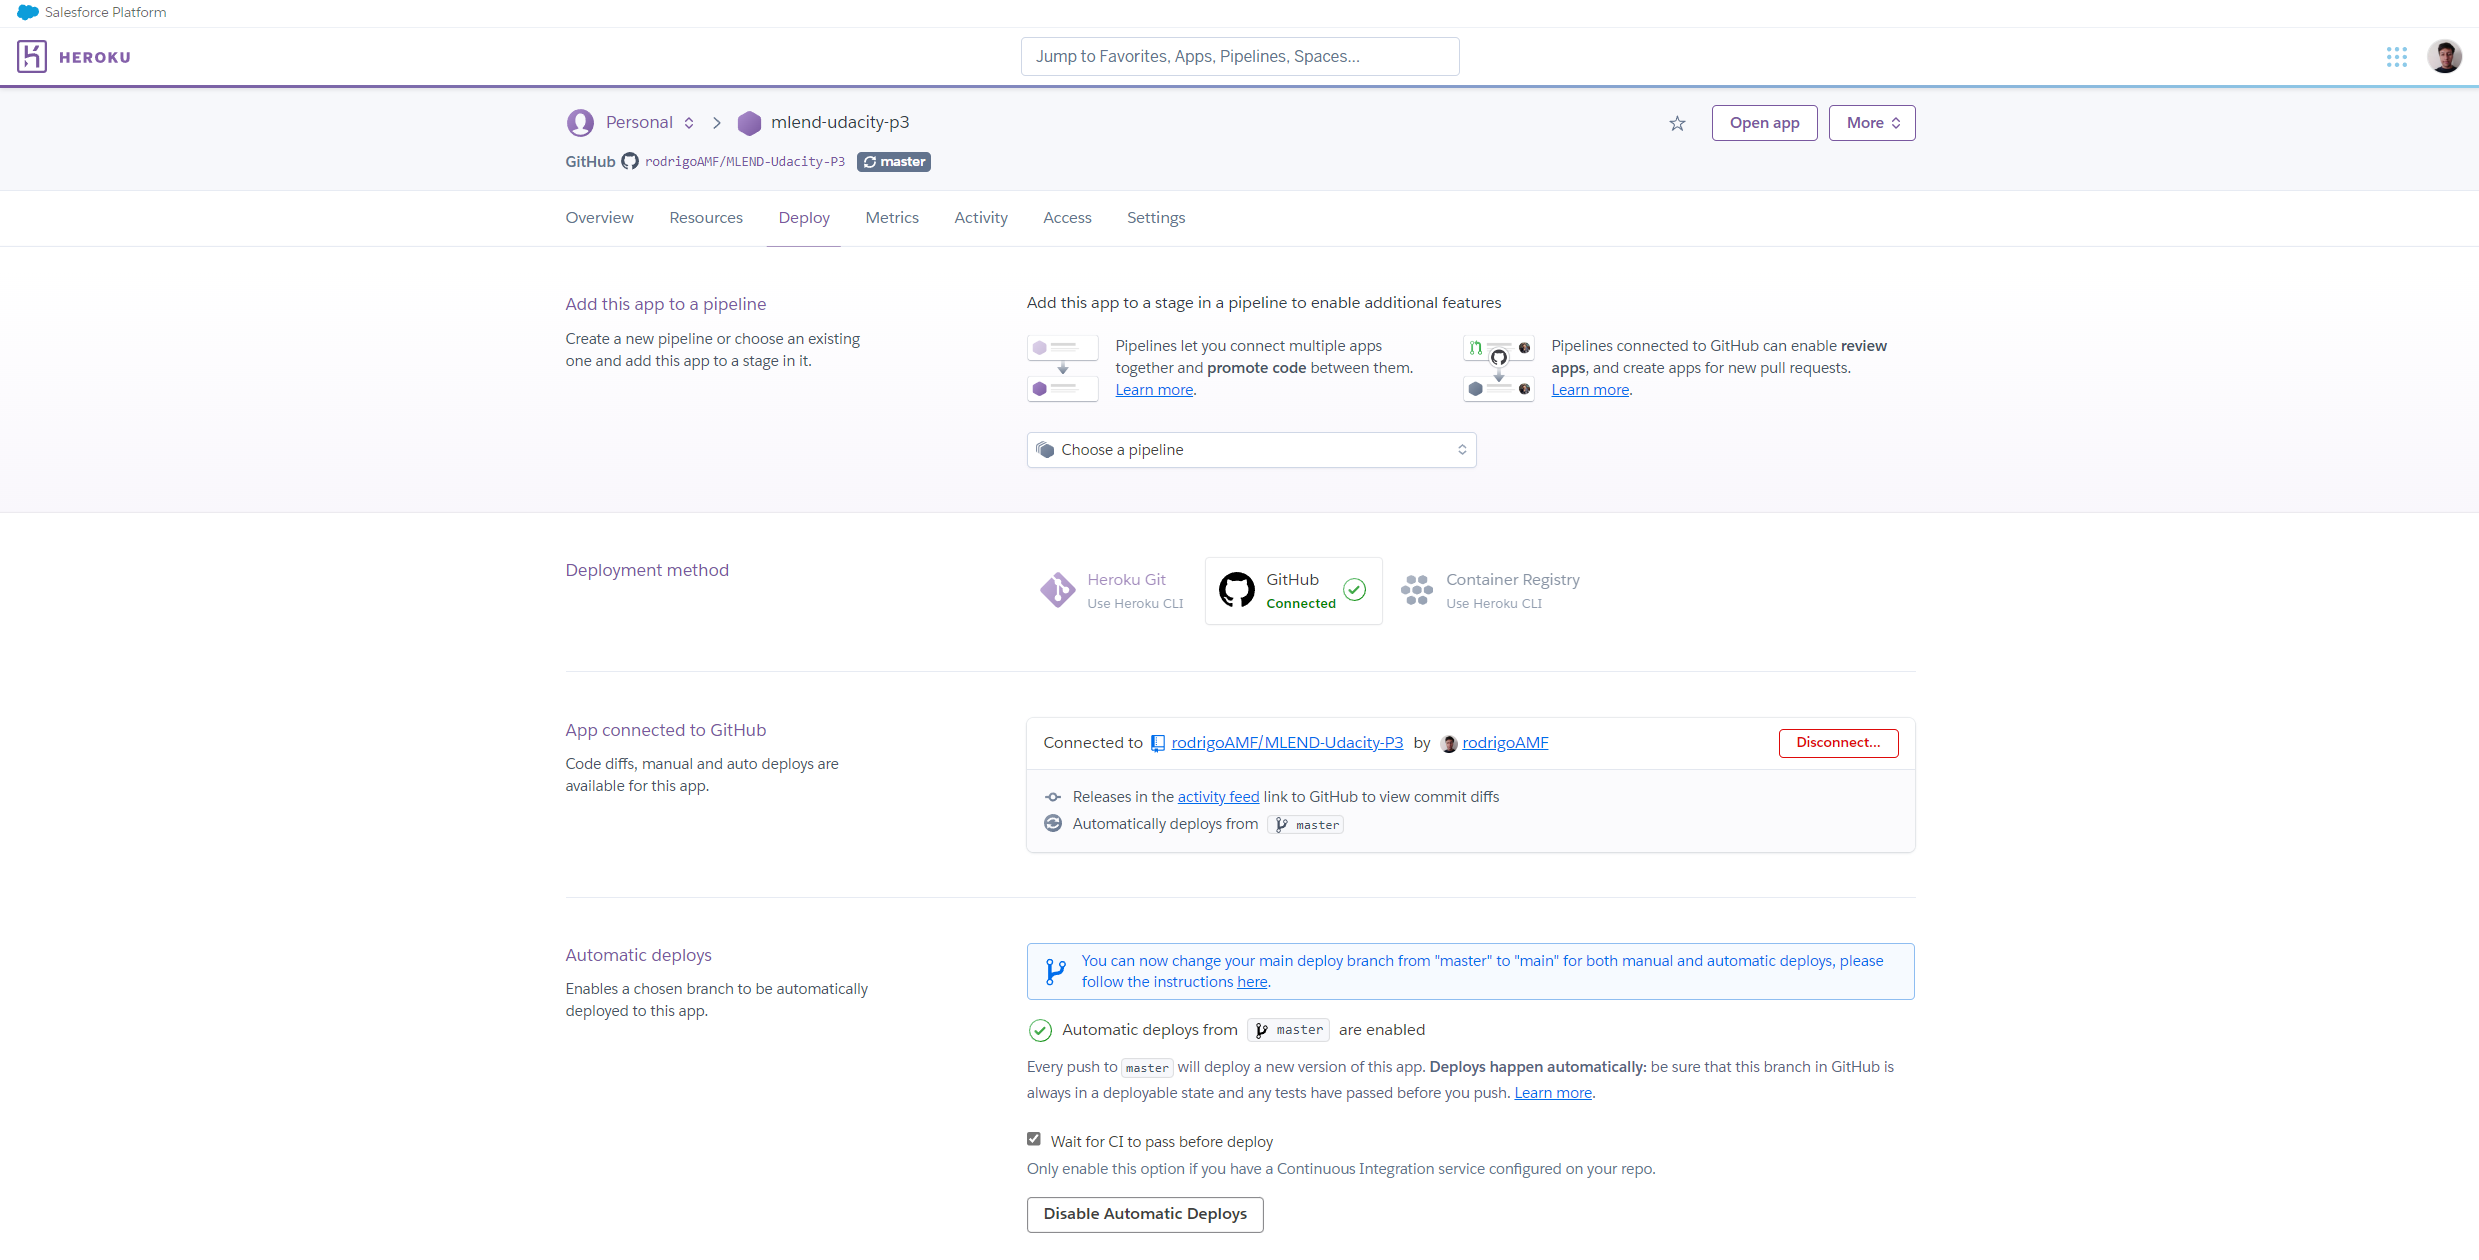 Salesforce Platform
HEROKU
Jump to Favorites, Apps, Pipelines, Spaces...
Personal
mlend-udacity-p3
Open app
More
GitHub rodrigoAMF/MLEND-Udacity-P3 master
Overview Resources Deploy Metrics Activity Access Settings
Add this app to a pipeline
Create a new pipeline or choose an existing
one and add this app to a stage in it.
Add this app to a stage in a pipeline to enable additional features
Pipelines let you connect multiple apps
together and promote code between them.
Learn more.
Pipelines connected to GitHub can enable review
apps, and create apps for new pull requests.
Learn more.
Choose a pipeline
Deployment method
Heroku Git
Use Heroku CLI
GitHub
Connected
Container Registry
Use Heroku CLI
App connected to GitHub
Code diffs, manual and auto deploys are
available for this app.
Connected to rodrigoAMF/MLEND-Udacity-P3 by rodrigoAMF
Disconnect...
Releases in the activity feed link to GitHub to view commit diffs
Automatically deploys from master
Automatic deploys
Enables a chosen branch to be automatically
deployed to this app.
You can now change your main deploy branch from "master" to "main" for both manual and automatic deploys, please
follow the instructions here.
Automatic deploys from master are enabled
Every push to master will deploy a new version of this app. Deploys happen automatically: be sure that this branch in GitHub is
always in a deployable state and any tests have passed before you push. Learn more.
Wait for CI to pass before deploy
Only enable this option if you have a Continuous Integration service configured on your repo.
Disable Automatic Deploys